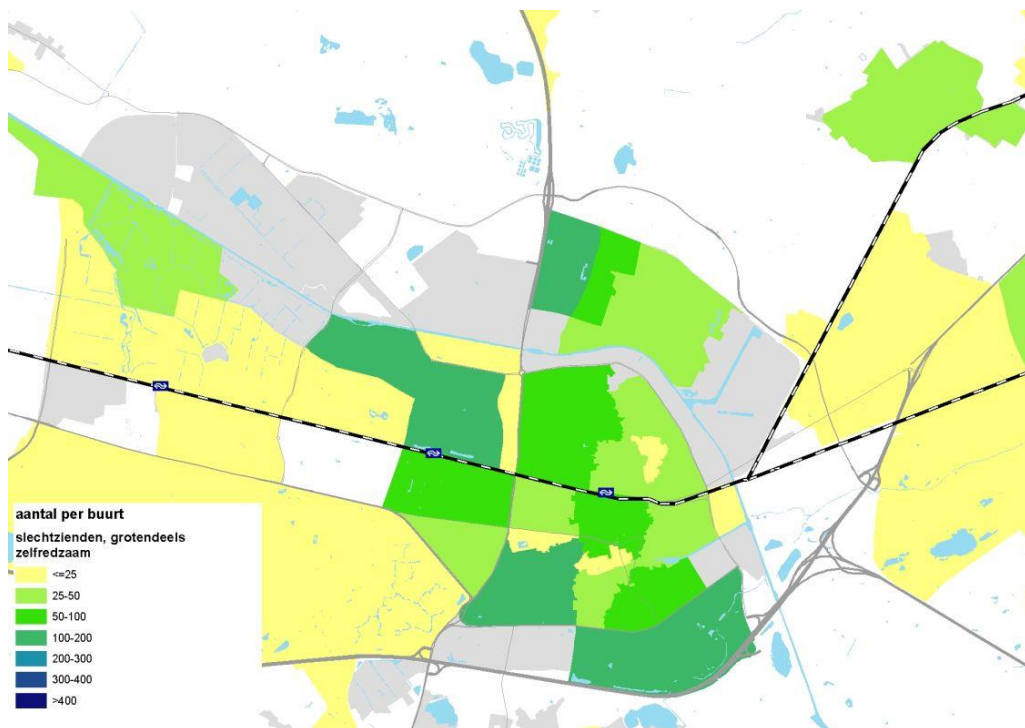 aantal per buurt
slechtzienden, grotendeels
zelfredzaam
<=25
25-50
50-100
100-200
200-300
300-400
>400